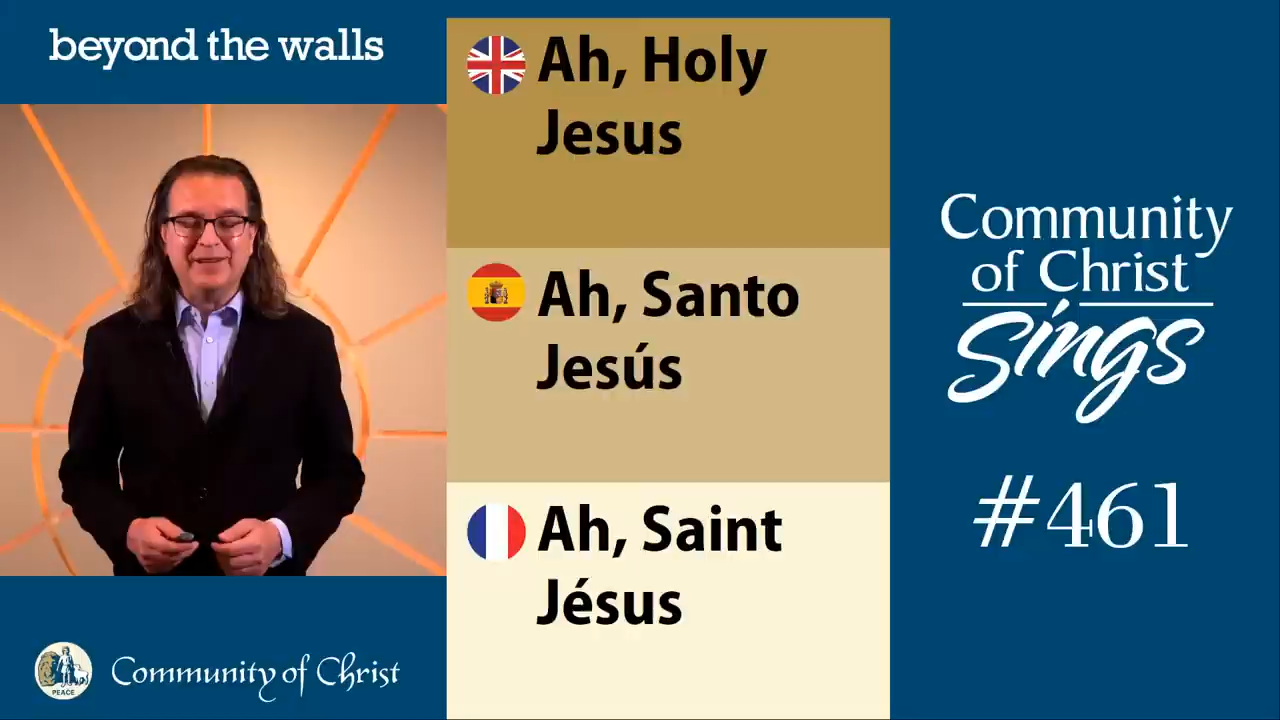 beyond the walls
Ah, Holy
Jesus
Ah, Santo
Jesús
Ah, Saint
Jésus
Community
of Christ
Sings
#461
PEACE
Community of Christ